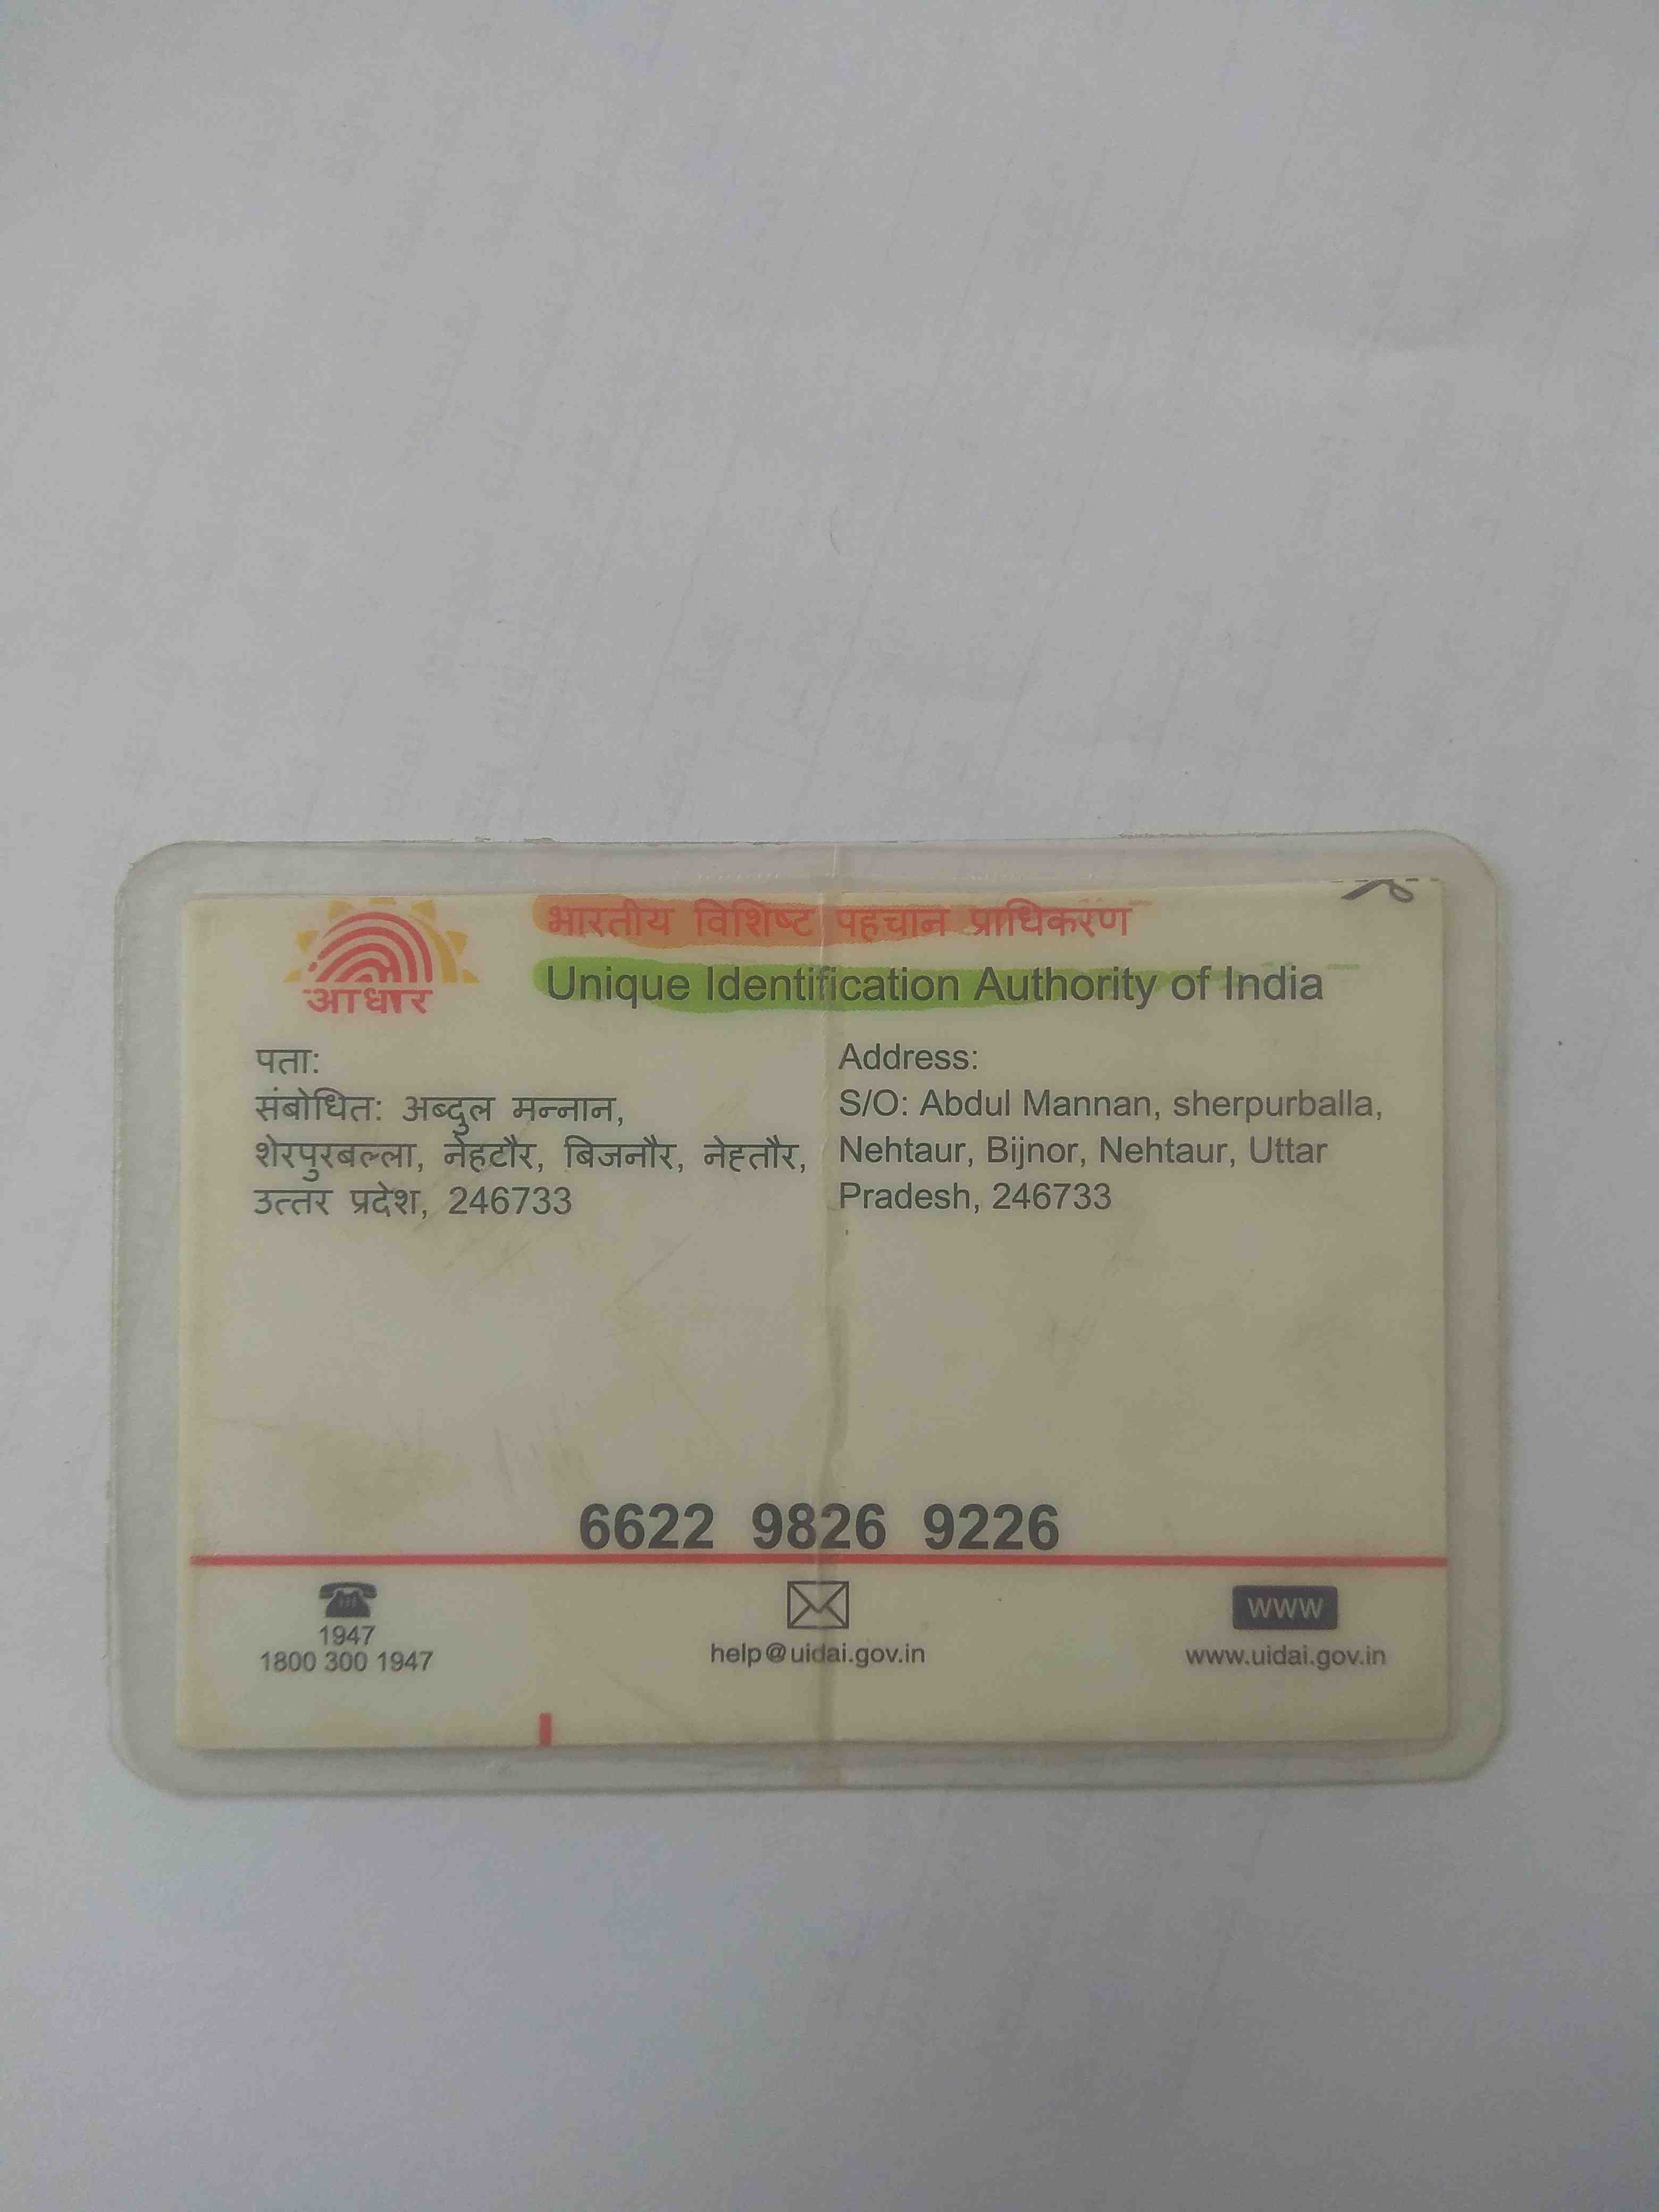 आधार
भारतीय विशिष्ट पहचान प्राधिकरण
Unique Identification Authority of India
पता:
संबोधित: अब्दुल मन्नान,
शेरपुरबल्ला, नेहटौर, बिजनौर, नेह्तौर,
उत्तर प्रदेश, 246733
Address:
S/O: Abdul Mannan, sherpurballa,
Nehtaur, Bijnor, Nehtaur, Uttar
Pradesh, 246733
6622 9826 9226
1947
1800 300 1947
help@uidai.gov.in
WWW
www.uidai.gov.in